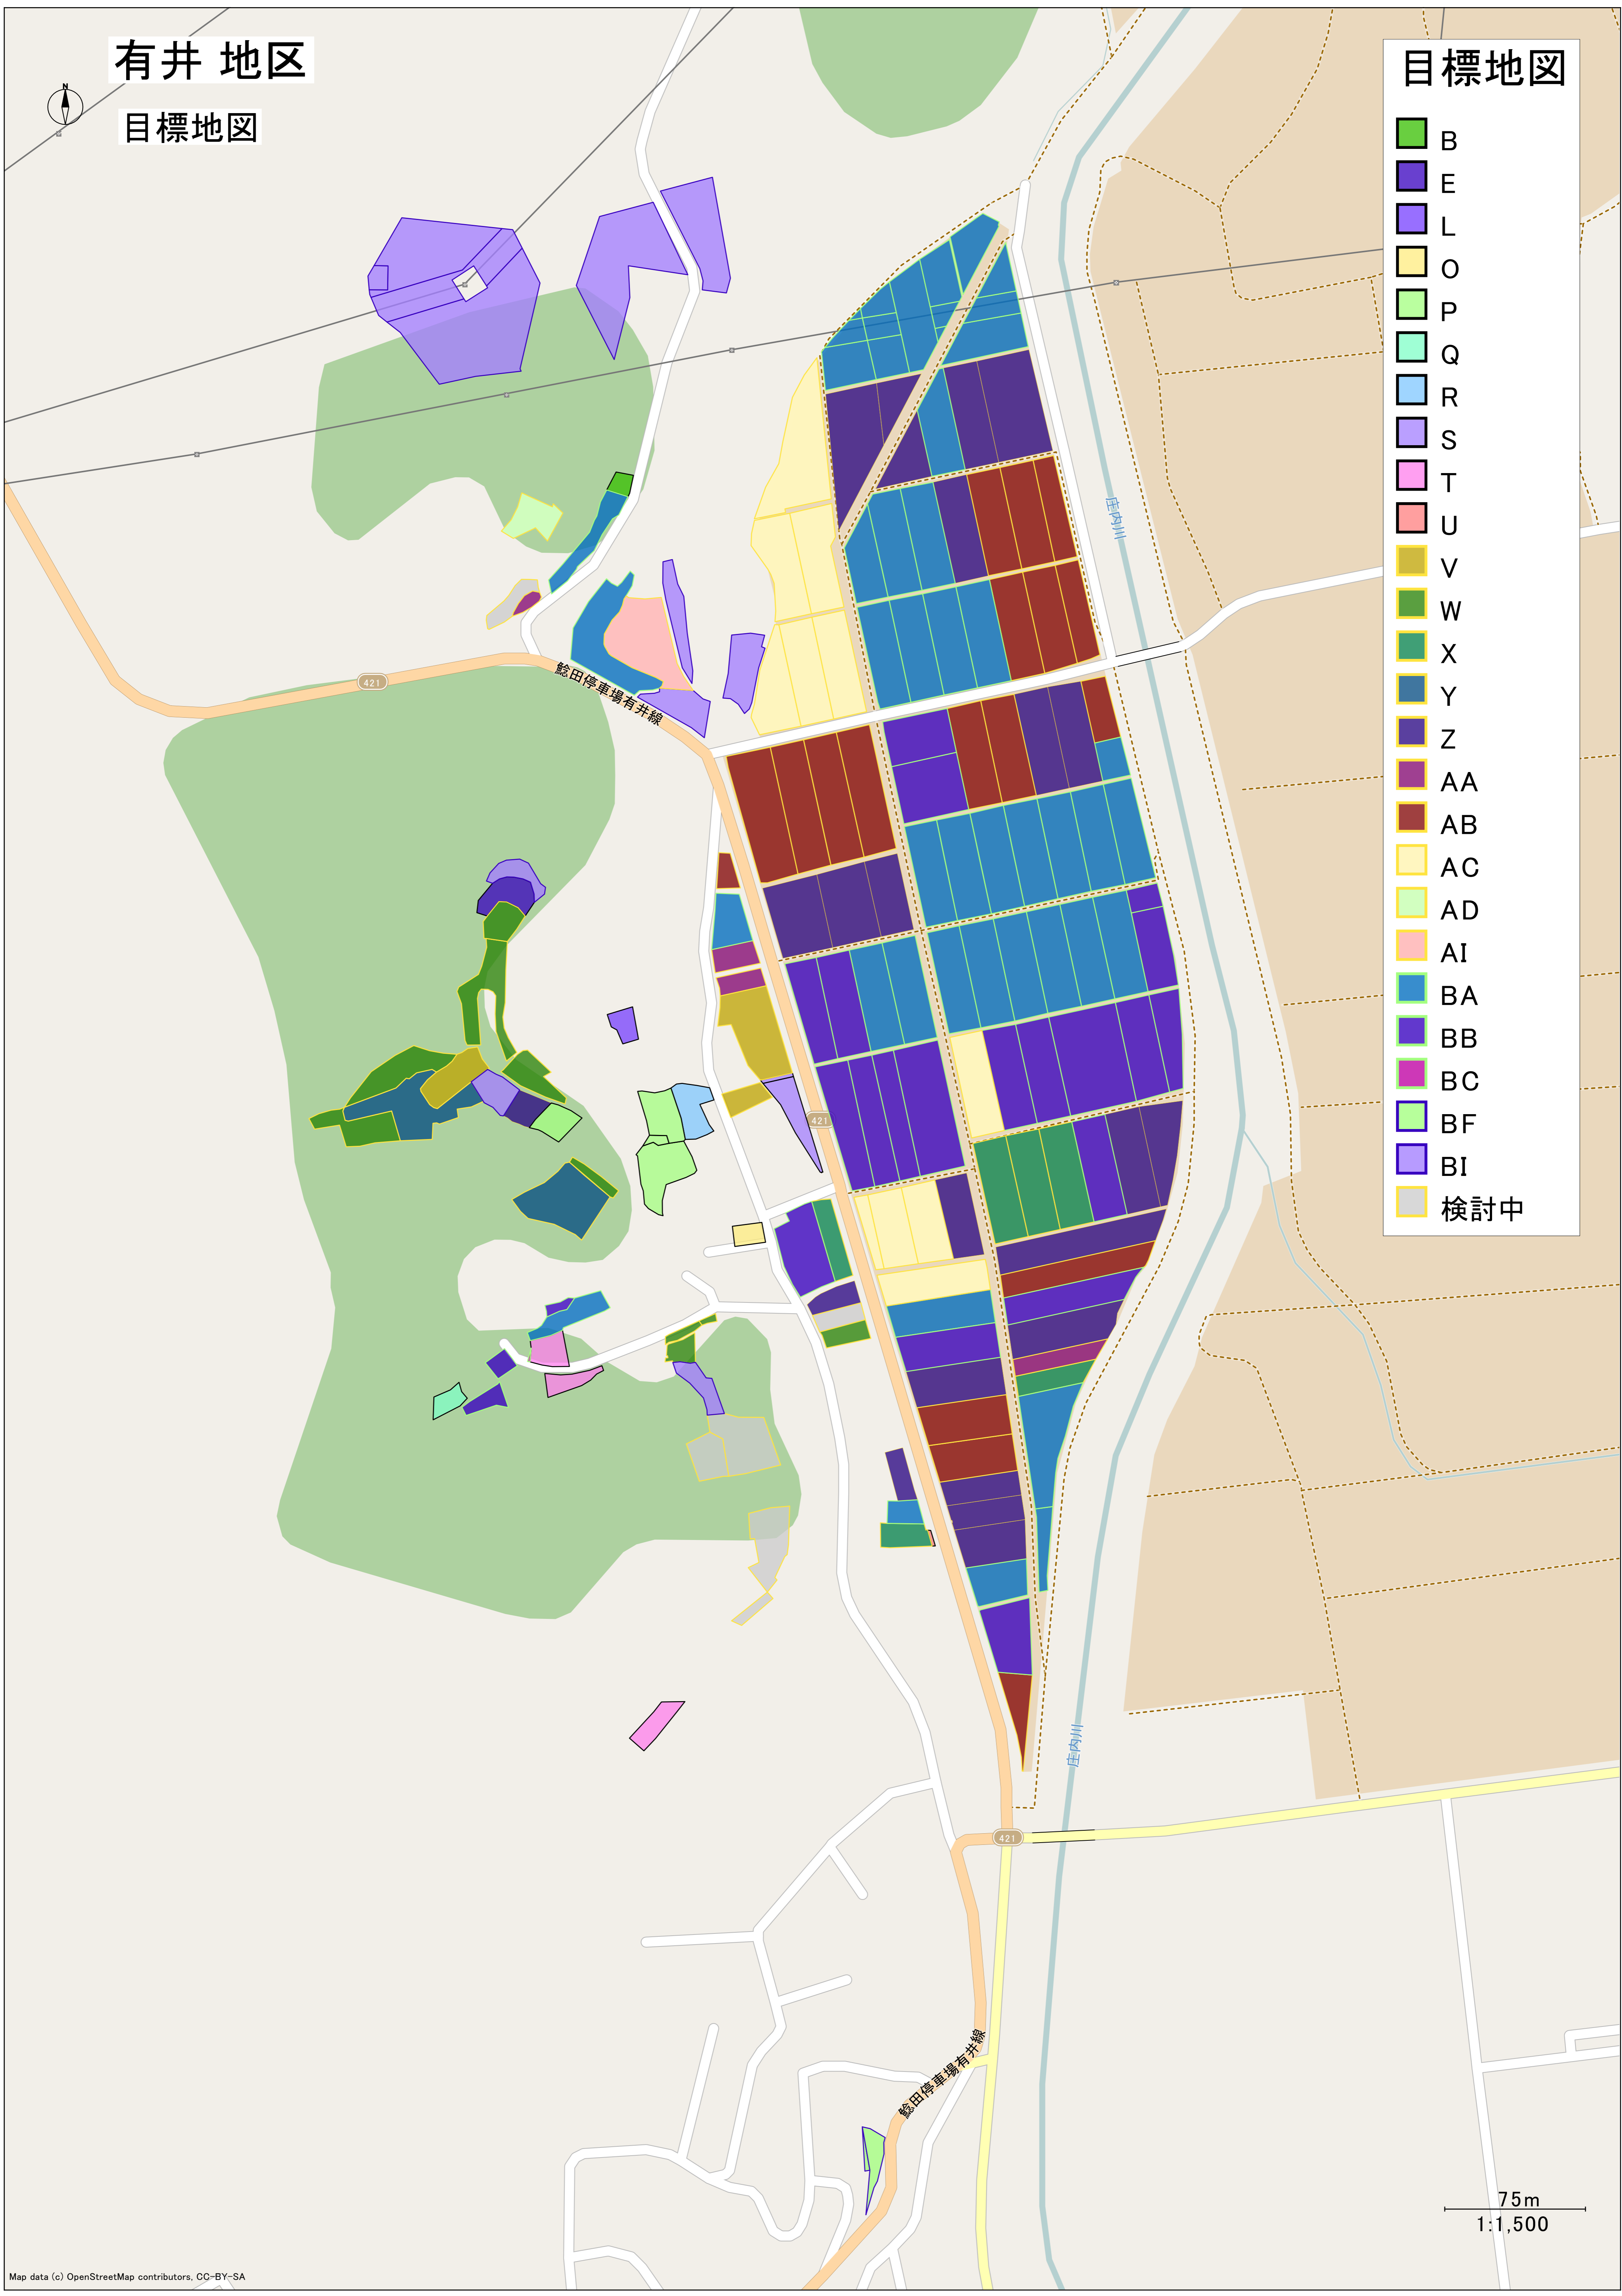 有井 地区
目標地図
N
目標地図
B
E
L
O
P
Q
R
S
T
U
V
W
X
Y
Z
AA
AB
AC
AD
AI
BA
BB
BC
BF
BI
検討中
庄内川
421
鯰田停車場有井線
421
庄内川
421
鯰田停車場有井線
75m
1:1,500
Map data (c) OpenStreetMap contributors, CC-BY-SA